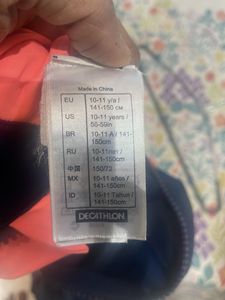 Made in China
EU 10-11 y/a /
141-150 см
US 10-11 years /
56-59in
BR 10-11 A / 141-
150cm
RU 10-11лет /
141-150cm
中国 150/72
MX 10-11 años /
141-150cm
ID 10-11 Tahun /
141-150cm
DECATHLON